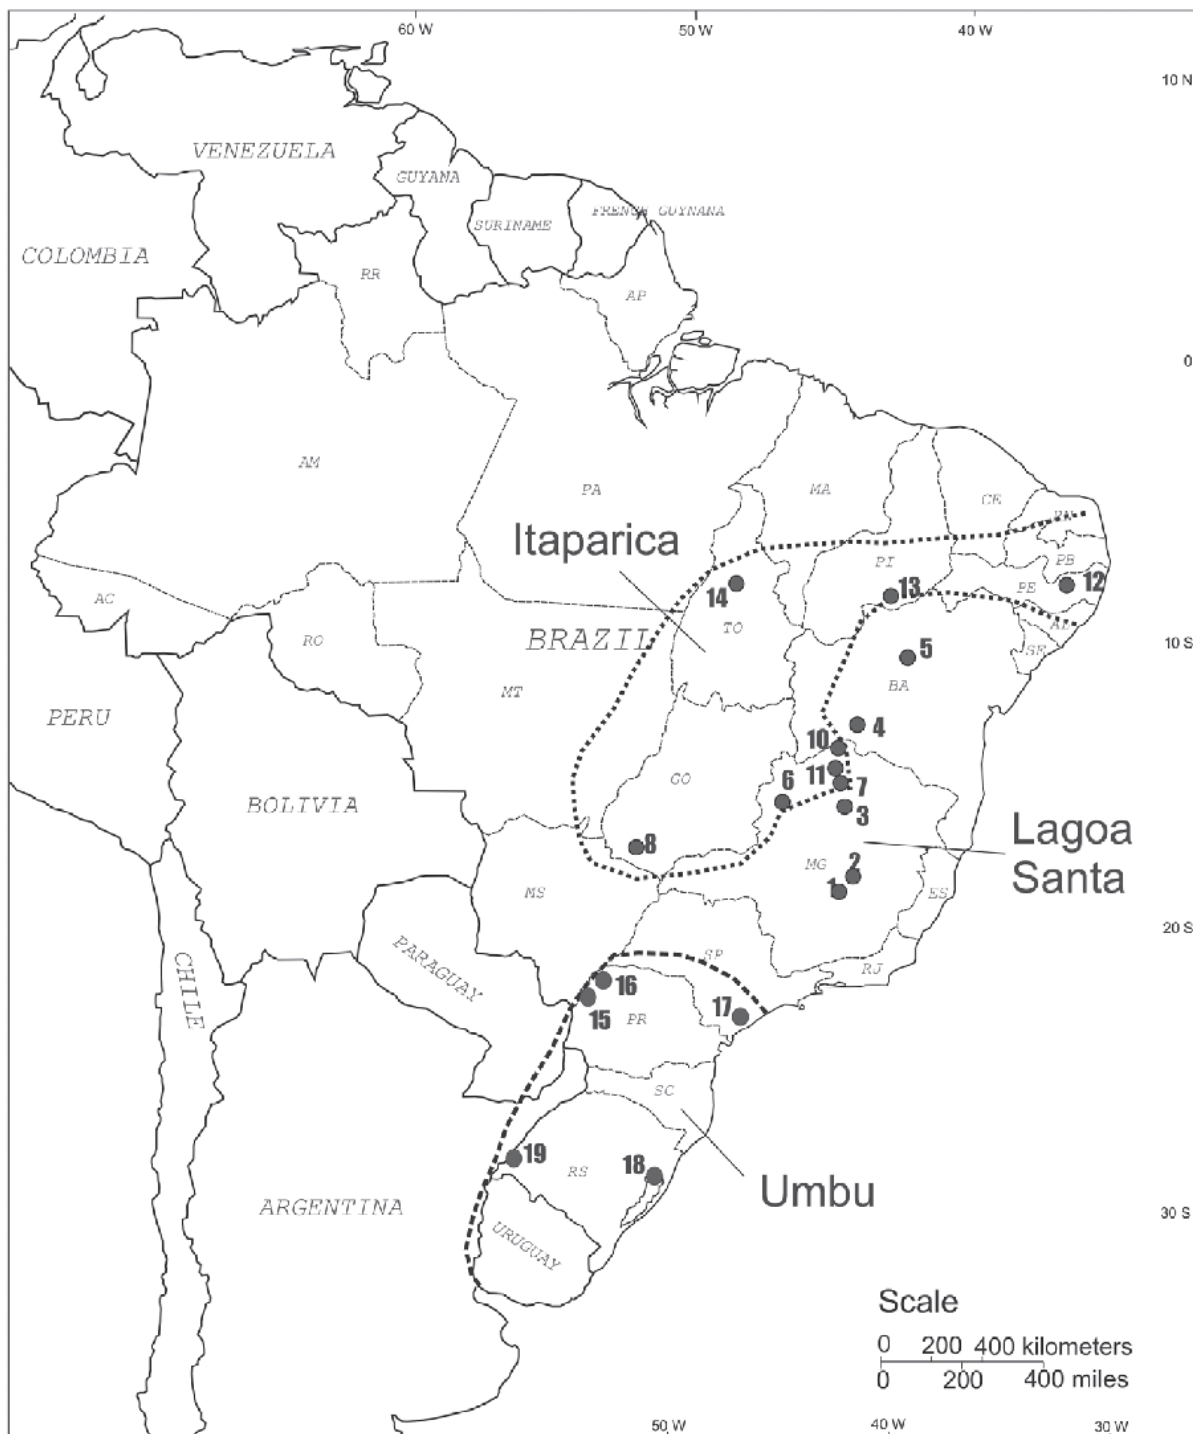 60 W 50 W 40 W
10 N
VENEZUELA
GUYANA
FRENCH GUYNANA
SURINAME
COLOMBIA
RR
AP
0
AM
PA
MA
CE
RN
Itaparica
PI
PB
14
13
PE
12
AC
TO
AL
RO
BRAZIL
SE
10 S
5
MT
BA
PERU
4
10
11
GO
6
7
BOLIVIA
3
Lagoa
Santa
8
MG
2
1
MS
ES
20 S
PARAGUAY
SP
RJ
CHILE
16
15
PR
17
SC
19
RS
18
Umbu
ARGENTINA
30 S
URUGUAY
Scale
0 200 400 kilometers
0 200 400 miles
50 W 40 W 30 W